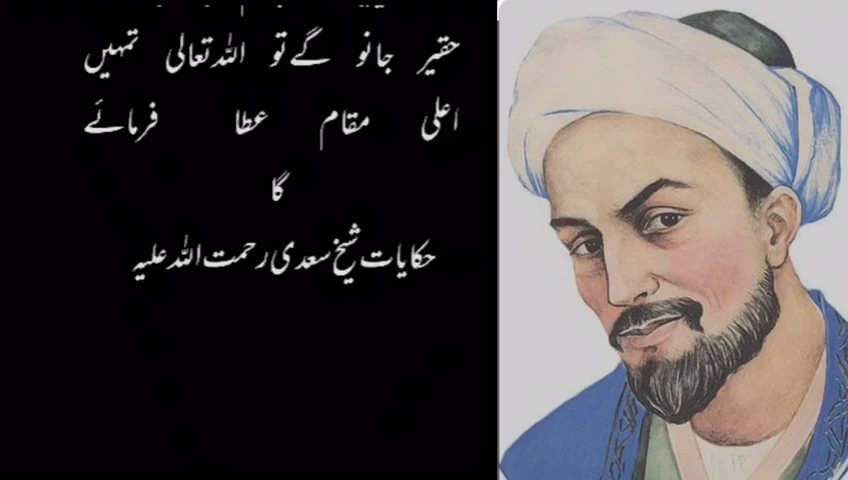 حقیر جانو گے تو اللہ تعالی تمہیں
اعلی مقام عطا فرمائے
گا
حکایات شیخ سعدی رحمت اللہ علیہ